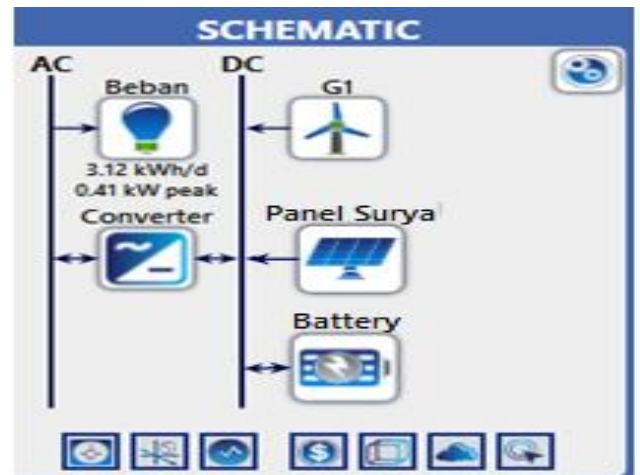 SCHEMATIC
AC DC
Beban G1
3.12 kWh/d
0.41 kW peak
Converter Panel Surya
Battery